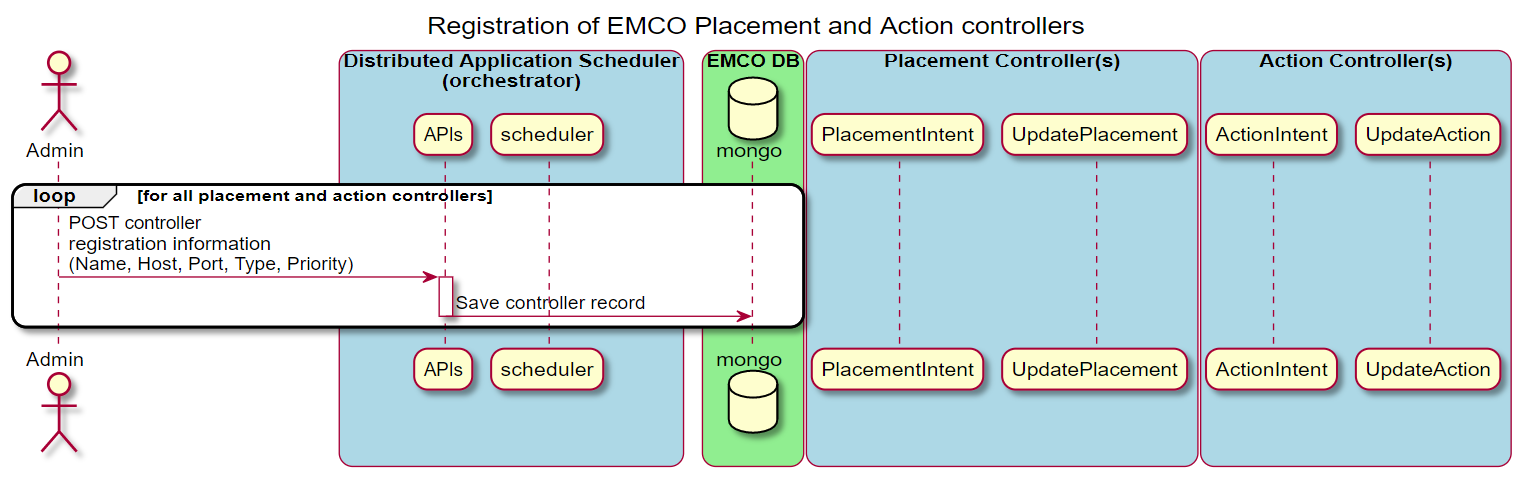 Registration of EMCO Placement and Action controllers
Distributed Application Scheduler
(orchestrator)
EMCO DB
Placement Controller(s)
Action Controller(s)
Admin
APIs
scheduler
mongo
PlacementIntent
UpdatePlacement
ActionIntent
UpdateAction
loop
[for all placement and action controllers]
POST controller
registration information
(Name, Host, Port, Type, Priority)
Save controller record
Admin
APIs
scheduler
mongo
PlacementIntent
UpdatePlacement
ActionIntent
UpdateAction